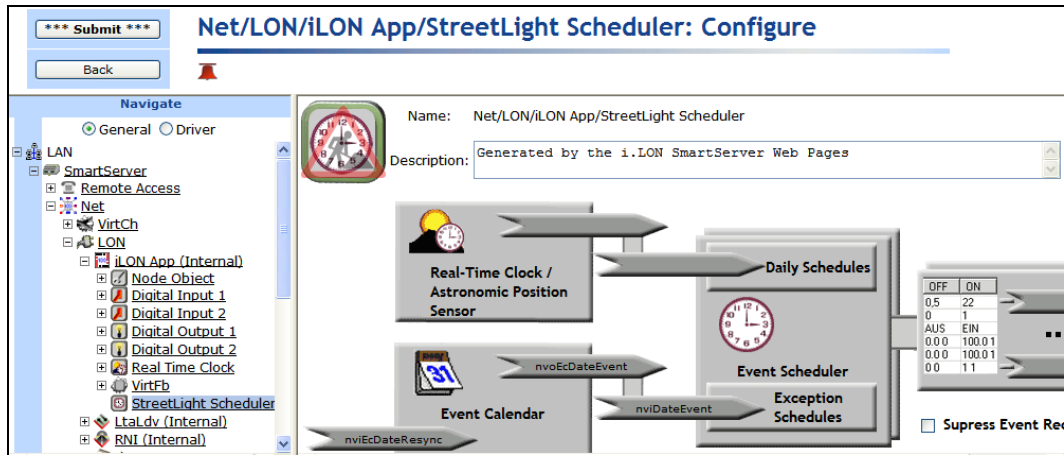 *** Submit ***
Back
Net/LON/iLON App/StreetLight Scheduler: Configure
Navigate
General Driver
LAN
SmartServer
Remote Access
Net
VirtCh
LON
iLON App (Internal)
Node Object
Digital Input 1
Digital Input 2
Digital Output 1
Digital Output 2
Real Time Clock
VirtFb
StreetLight Scheduler
LtaLdv (Internal)
RNI (Internal)
Name: Net/LON/iLON App/StreetLight Scheduler
Description: Generated by the i.LON SmartServer Web Pages
Real-Time Clock /
Astronomic Position
Sensor
Daily Schedules
Event Scheduler
Exception
Schedules
31
Event Calendar
nvoEcDateEvent
nviDateEvent
nviEcDateResync
OFF ON
0,5 22
0 1
AUS EIN
0.0 0 100.0 1
0.0 0 100.0 1
0 0 1 1
...
Supress Event Rec